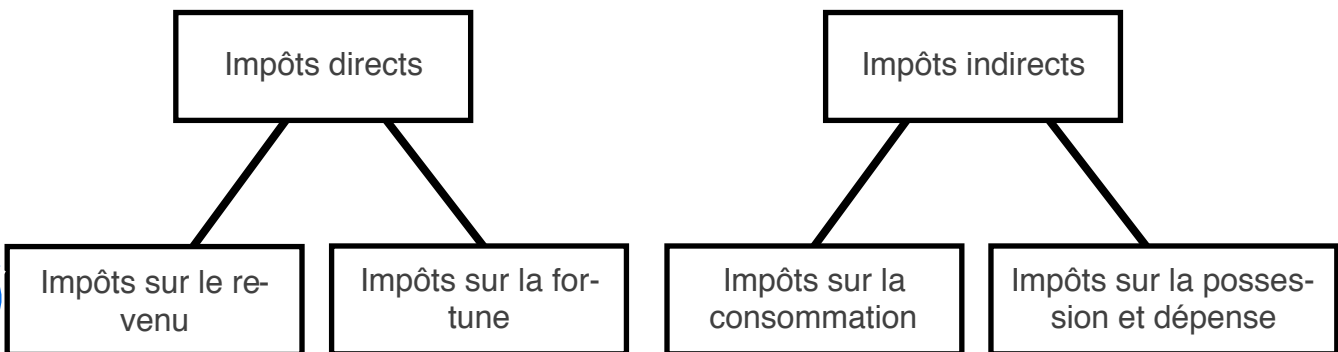 Impôts directs
Impôts indirects
Impôts sur le re-
venu
Impôts sur la for-
tune
Impôts sur la
consommation
Impôts sur la posses-
sion et dépense